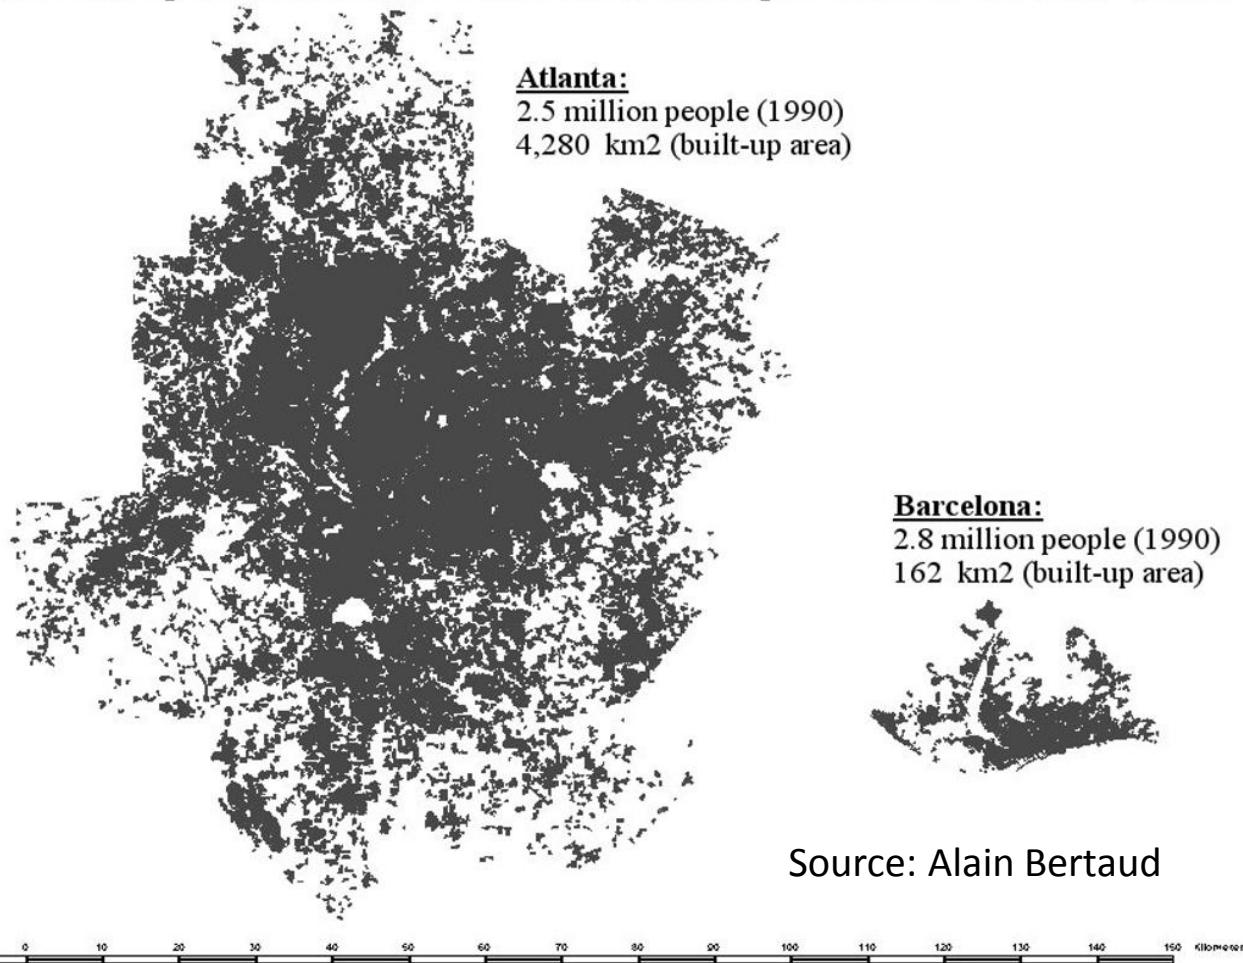 Atlanta:
2.5 million people (1990)
4,280 km2 (built-up area)
Barcelona:
2.8 million people (1990)
162 km2 (built-up area)
Source: Alain Bertaud
0 10 20 30 40 50 60 70 80 90 100 110 120 130 140 150 Kilometers